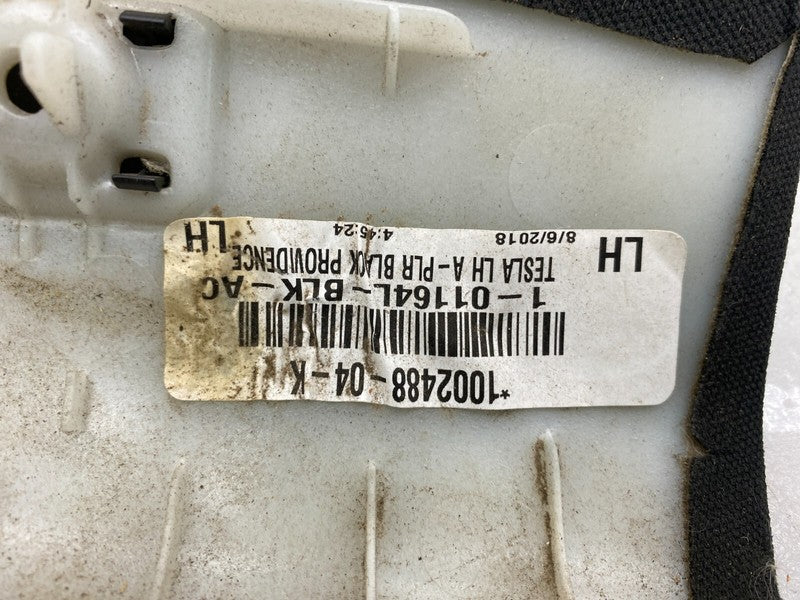 *1002488-04-K
1-01164L-BLK-AC
TESLA LH A-PLR BLACK PROVIDENCE
LH 8/6/2018 4:45:24 LH